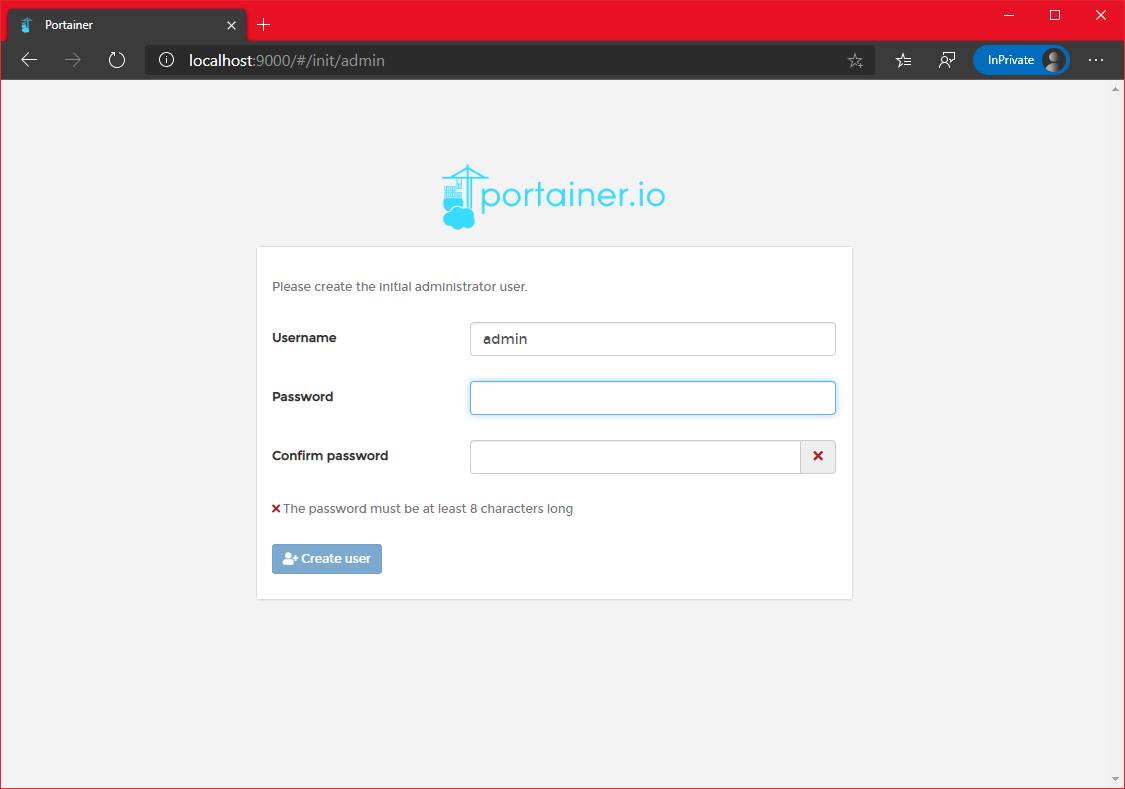 Portainer
localhost:9000/#/init/admin
InPrivate
portainer.io
Please create the initial administrator user.
Username
admin
Password
Confirm password
The password must be at least 8 characters long
Create user